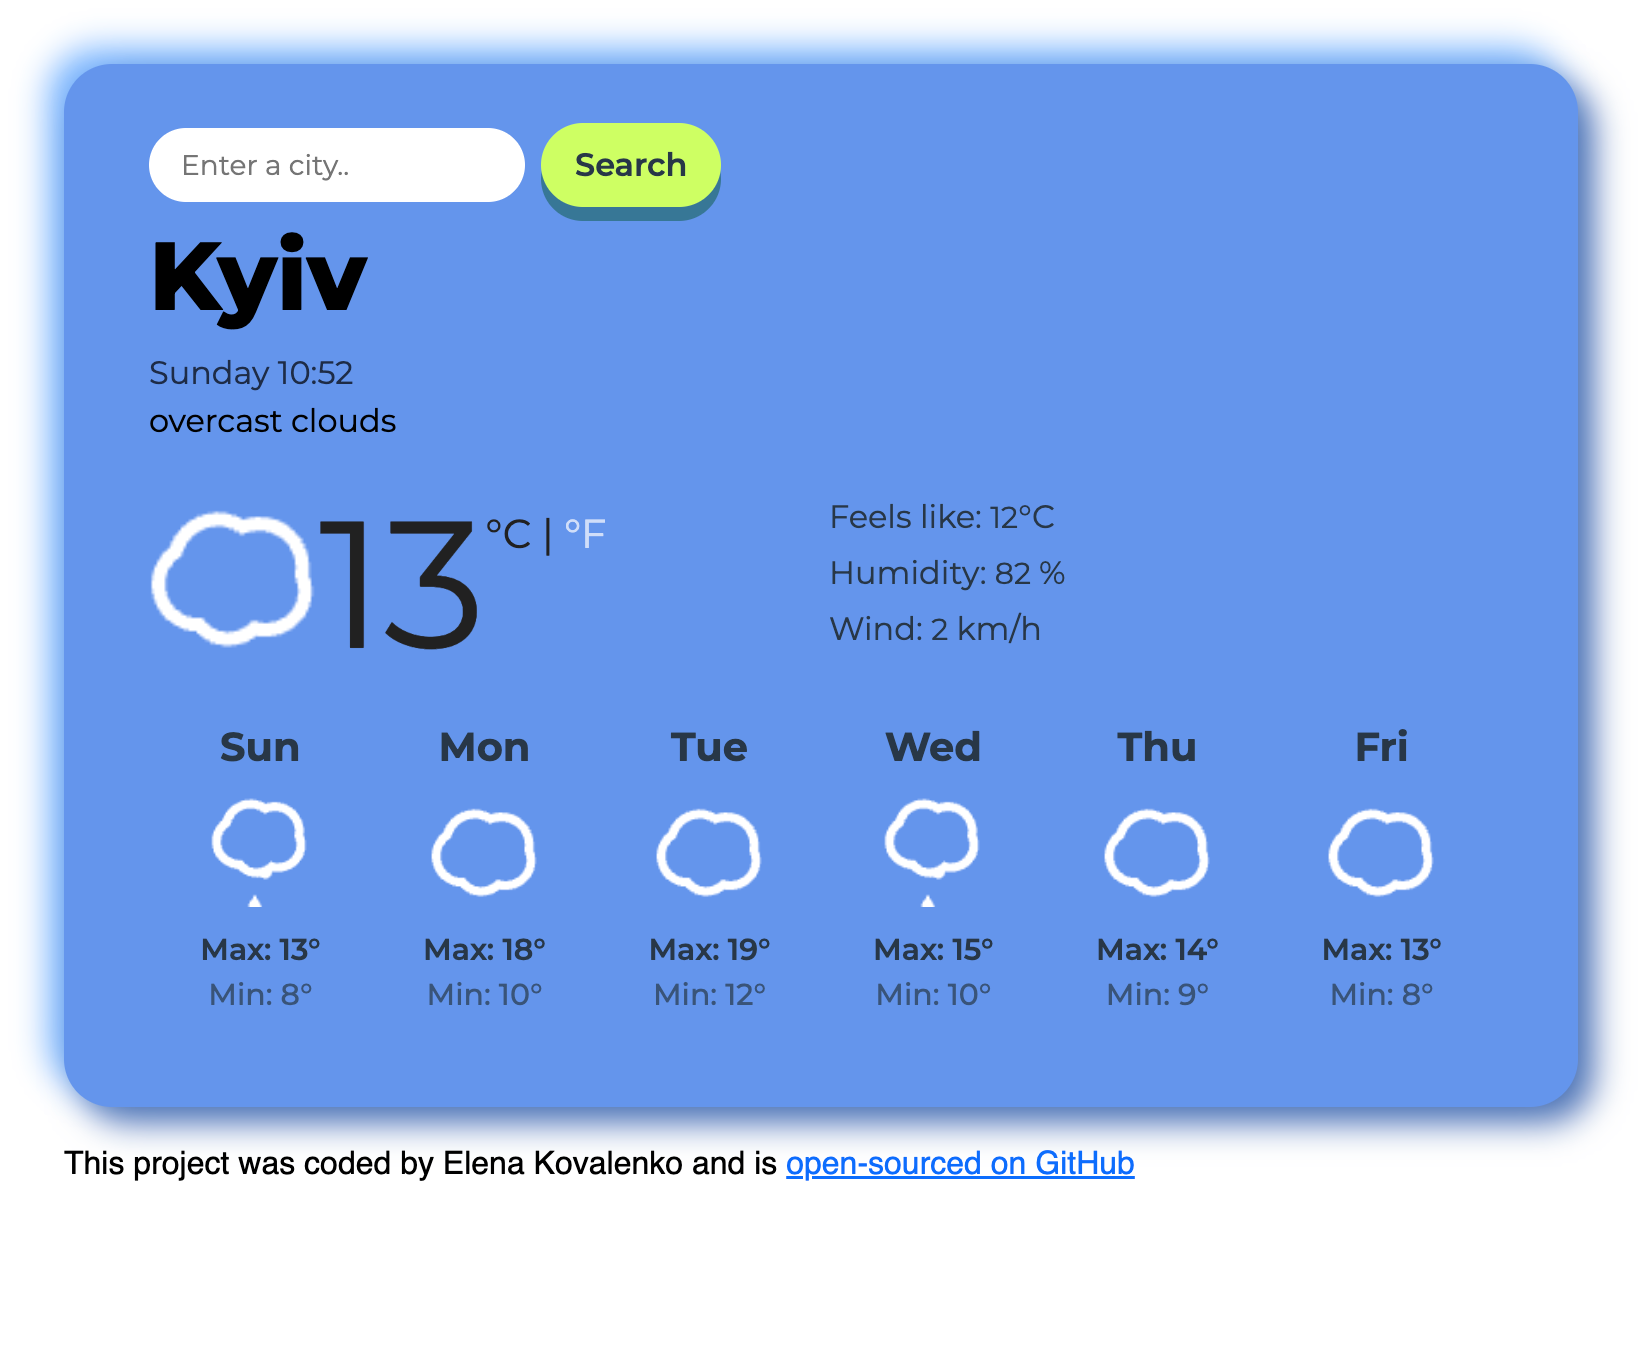 Enter a city..
Search
Kyiv
Sunday 10:52
overcast clouds
13 °C | °F
Feels like: 12°C
Humidity: 82 %
Wind: 2 km/h
Sun Mon Tue Wed Thu Fri
Max: 13° Max: 18° Max: 19° Max: 15° Max: 14° Max: 13°
Min: 8° Min: 10° Min: 12° Min: 10° Min: 9° Min: 8°
This project was coded by Elena Kovalenko and is open-sourced on GitHub